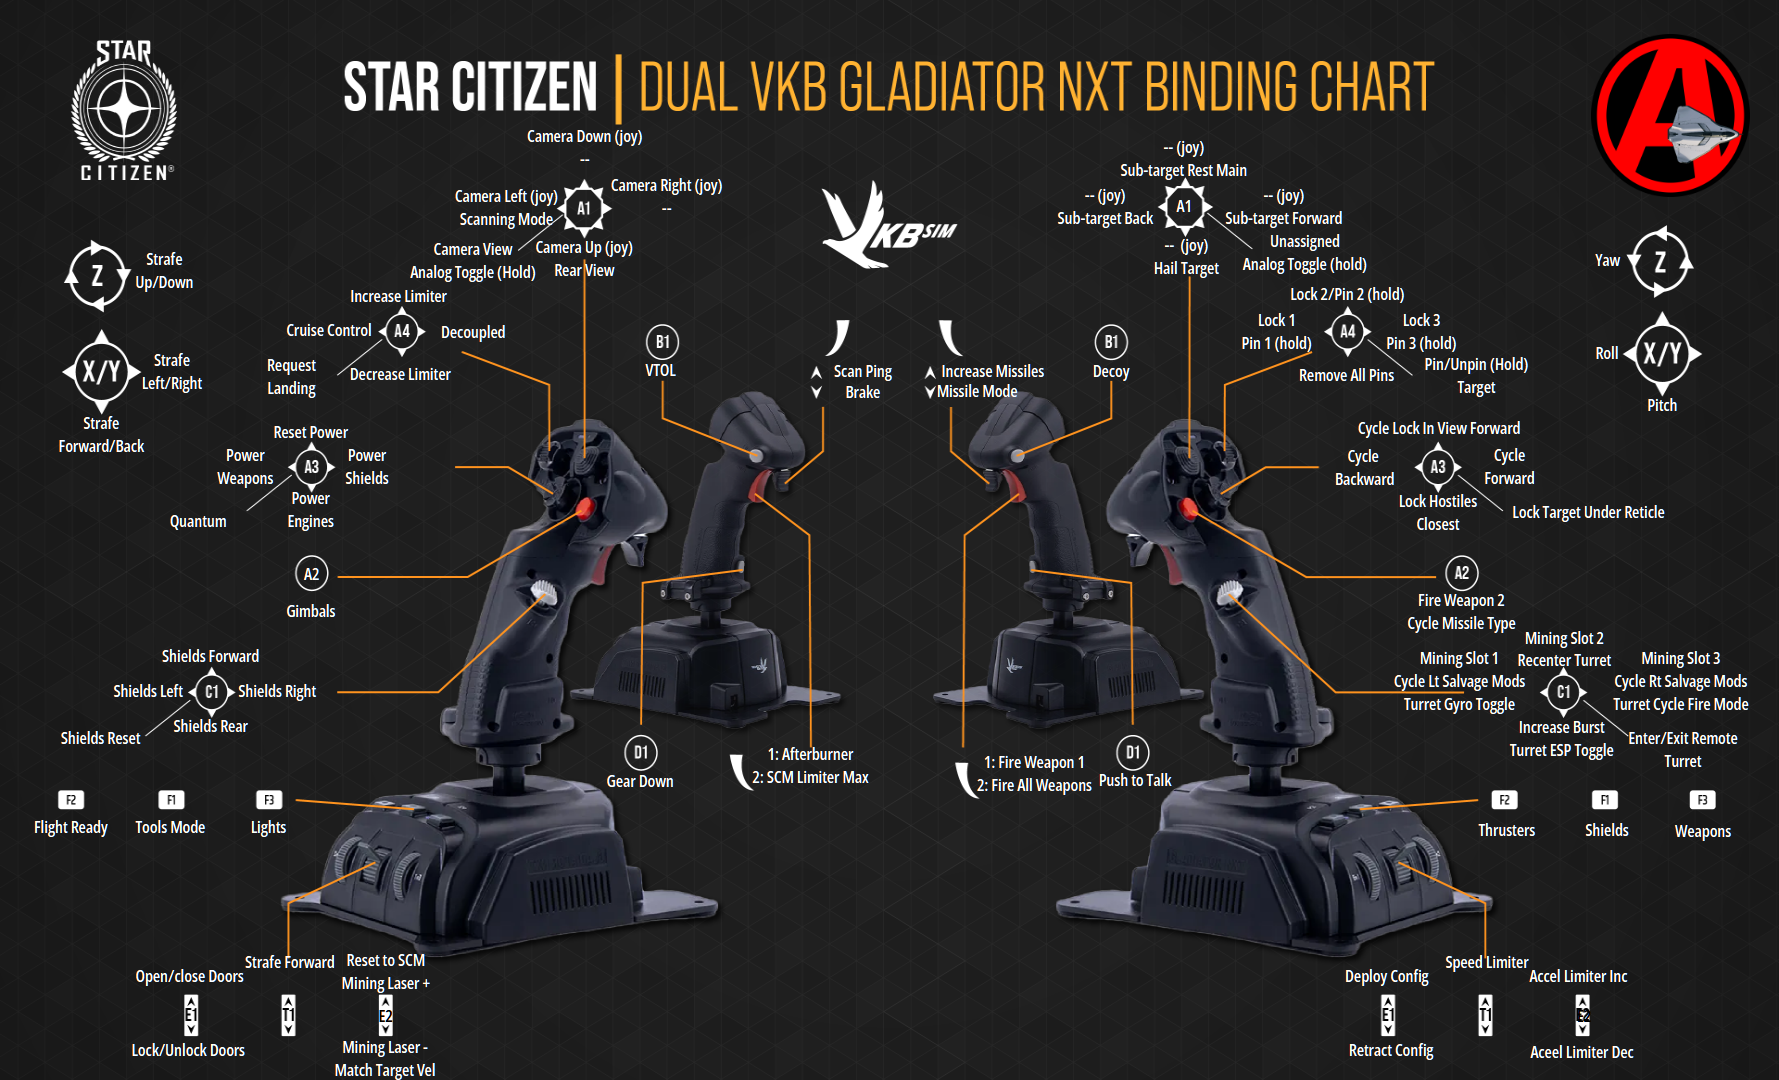 STAR
CITIZEN®
STAR CITIZEN | DUAL VKB GLADIATOR NXT BINDING CHART
Camera Down (joy)
--
Camera Left (joy)
Scanning Mode
A1
Camera Right (joy)
--
Camera View
Analog Toggle (Hold)
Camera Up (joy)
Rear View
VKBSIM
-- (joy)
Sub-target Rest Main
-- (joy)
Sub-target Back
A1
-- (joy)
Sub-target Forward
Unassigned
Analog Toggle (hold)
-- (joy)
Hail Target
Z
Strafe
Up/Down
X/Y
Strafe
Left/Right
Strafe
Forward/Back
Increase Limiter
Cruise Control
A4
Decoupled
Request
Landing
Decrease Limiter
B1
VTOL
Scan Ping
Brake
Increase Missiles
Missile Mode
B1
Decoy
Lock 2/Pin 2 (hold)
Lock 1
Pin 1 (hold)
A4
Lock 3
Pin 3 (hold)
Remove All Pins
Pin/Unpin (Hold)
Target
Yaw
Z
Roll
X/Y
Pitch
Reset Power
Power
Weapons
A3
Power
Shields
Power
Engines
Quantum
Cycle Lock In View Forward
Cycle
Backward
A3
Cycle
Forward
Lock Hostiles
Closest
Lock Target Under Reticle
A2
Gimbals
A2
Fire Weapon 2
Cycle Missile Type
Shields Forward
Shields Left
C1
Shields Right
Shields Rear
Shields Reset
Mining Slot 2
Recenter Turret
Mining Slot 1
Cycle Lt Salvage Mods
Turret Gyro Toggle
C1
Mining Slot 3
Cycle Rt Salvage Mods
Turret Cycle Fire Mode
Increase Burst
Turret ESP Toggle
Enter/Exit Remote
Turret
D1
Gear Down
1: Afterburner
2: SCM Limiter Max
1: Fire Weapon 1
2: Fire All Weapons
D1
Push to Talk
F2
Flight Ready
F1
Tools Mode
F3
Lights
F2
Thrusters
F1
Shields
F3
Weapons
Open/close Doors
E1
Lock/Unlock Doors
Strafe Forward
T1
Reset to SCM
Mining Laser +
E2
Mining Laser -
Match Target Vel
Deploy Config
E1
Retract Config
Speed Limiter
T1
Accel Limiter Inc
E2
Aceel Limiter Dec